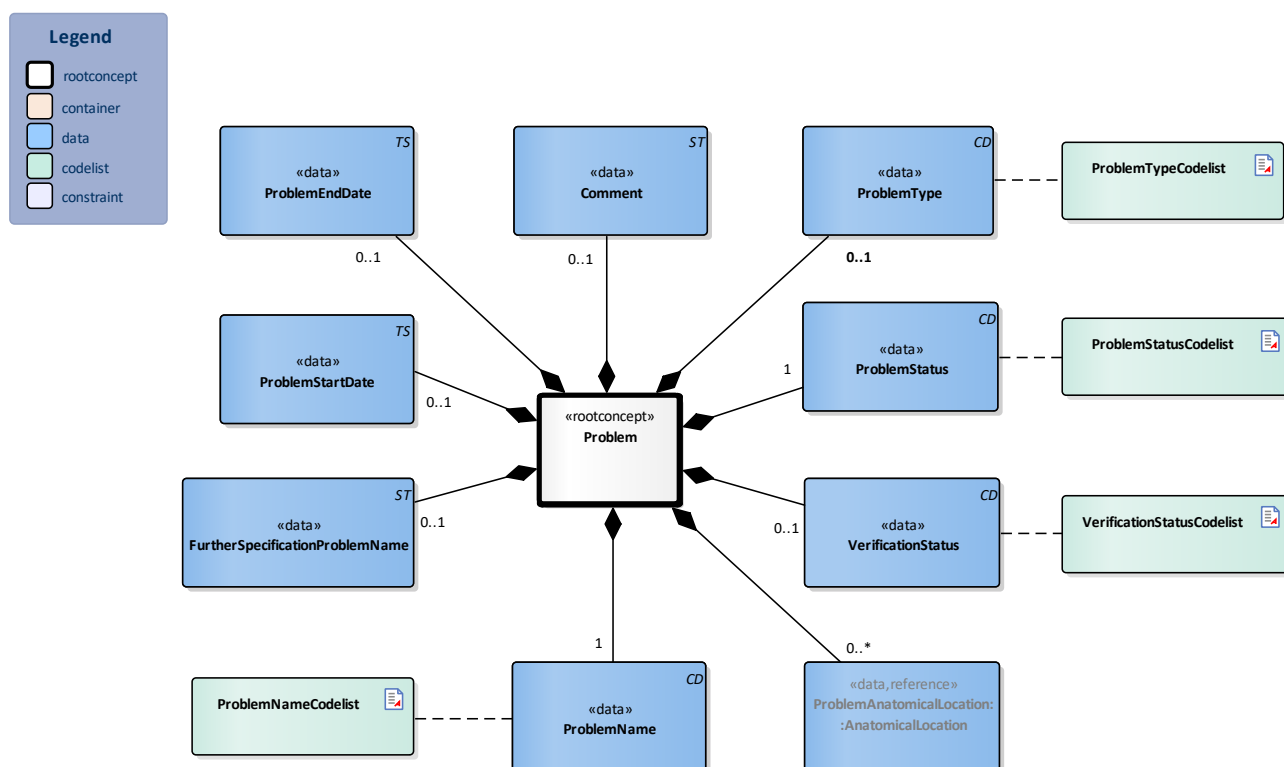 Legend
rootconcept
container
data
codelist
constraint
TS
«data»
ProblemEndDate
0..1
ST
«data»
Comment
0..1
CD
«data»
ProblemType
0..1
ProblemTypeCodelist
TS
«data»
ProblemStartDate
0..1
CD
«data»
ProblemStatus
1
ProblemStatusCodelist
«rootconcept»
Problem
ST
«data»
FurtherSpecificationProblemName
0..1
CD
«data»
VerificationStatus
0..1
VerificationStatusCodelist
1
0..*
ProblemNameCodelist
CD
«data»
ProblemName
«data,reference»
ProblemAnatomicalLocation:
:AnatomicalLocation